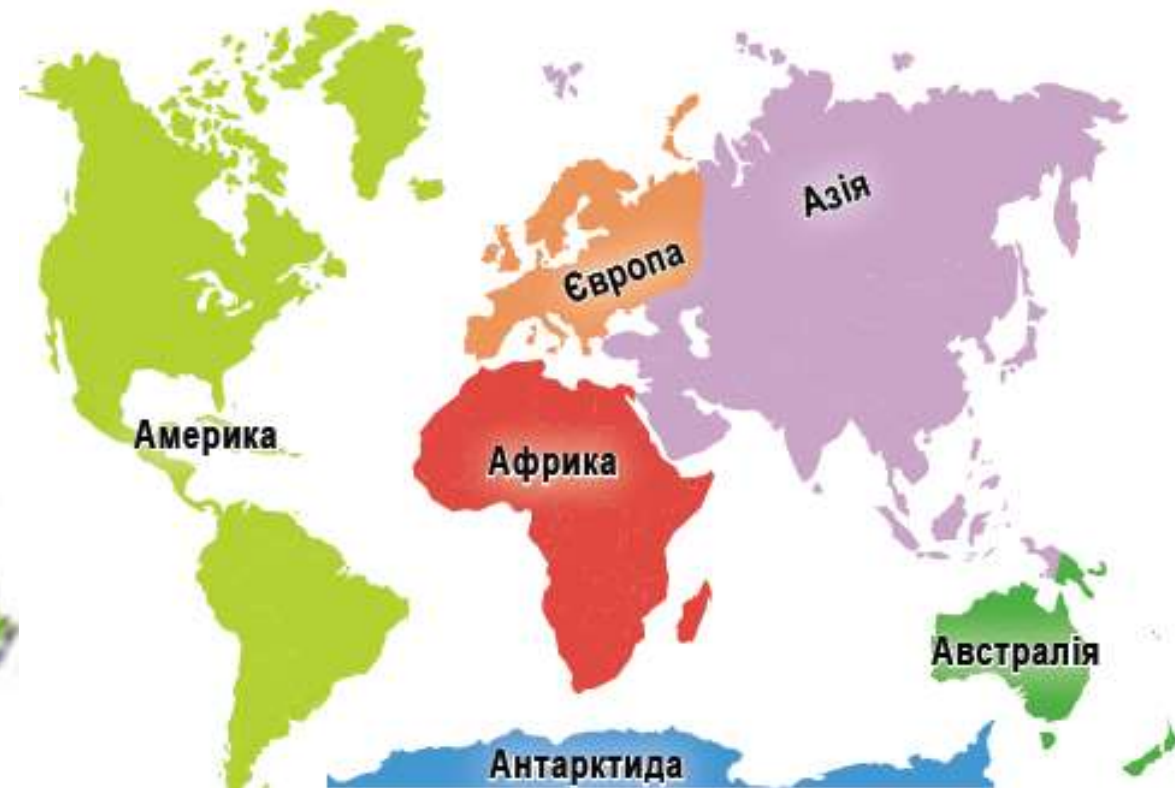 Азія
Європа
Америка
Африка
Австралія
Антарктида